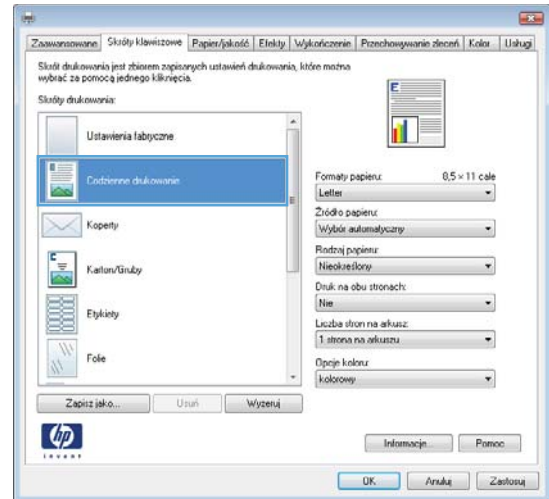 Zaawansowane Skróty klawiszowe Papier/jakość Efekty Wykończenie Przechowywanie zleceń Kolor Usługi
Skrót drukowania jest zbiorem zapisanych ustawień drukowania, które można
wybrać za pomocą jednego kliknięcia.
Skróty drukowania:
Ustawienia fabryczne
Codzienne drukowanie
Koperty
Karton/Gruby
Etykiety
Folie
Zapisz jako...
Usuń
Wyzeruj
E
Formaty papieru:
8,5 × 11 cale
Letter
Źródło papieru:
Wybór automatyczny
Rodzaj papieru:
Nieokreślony
Druk na obu stronach:
Nie
Liczba stron na arkusz:
1 strona na arkuszu
Opcje koloru:
kolorowy
hp
invent
Informacje...
Pomoc
OK
Anuluj
Zastosuj